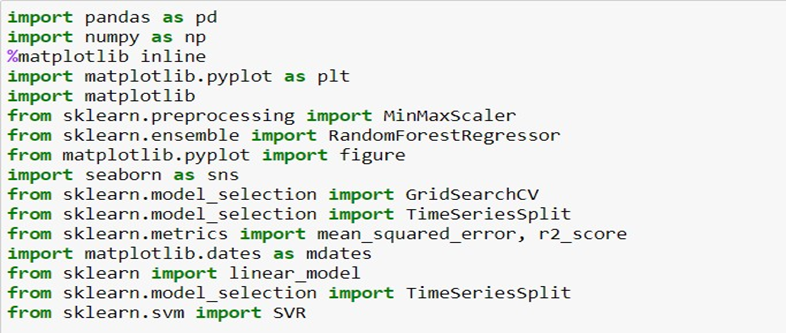 import pandas as pd
import numpy as np
%matplotlib inline
import matplotlib.pyplot as plt
import matplotlib
from sklearn.preprocessing import MinMaxScaler
from sklearn.ensemble import RandomForestRegressor
from matplotlib.pyplot import figure
import seaborn as sns
from sklearn.model_selection import GridSearchCV
from sklearn.model_selection import TimeSeriesSplit
from sklearn.metrics import mean_squared_error, r2_score
import matplotlib.dates as mdates
from sklearn import linear_model
from sklearn.model_selection import TimeSeriesSplit
from sklearn.svm import SVR